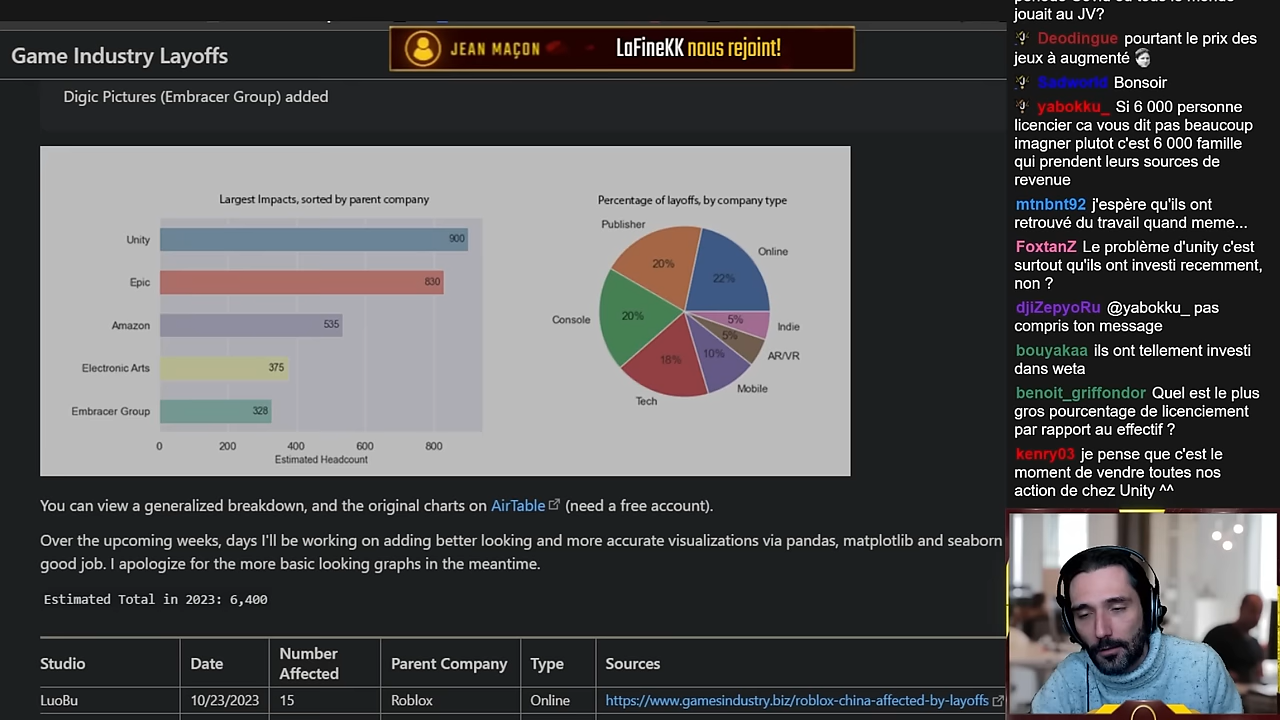 jouait au JV?
Deodingue pourtant le prix des
jeux à augmenté
Sadworld Bonsoir
yabokku_ Si 6 000 personne
licencier ca vous dit pas beaucoup
imagner plutot c'est 6 000 famille
qui prendent leurs sources de
revenue
mtnbnt92 j'espère qu'ils ont
retrouvé du travail quand meme...
FoxtanZ Le problème d'unity c'est
surtout qu'ils ont investi recemment,
non ?
djiZepyoRu @yabokku_ pas
compris ton message
bouyakaa ils ont tellement investi
dans weta
benoit_griffondor Quel est le plus
gros pourcentage de licenciement
par rapport au effectif ?
kenry03 je pense que c'est le
moment de vendre toutes nos
action de chez Unity ^^
JEAN MAÇON - LaFineKK nous rejoint!
Game Industry Layoffs
Digic Pictures (Embracer Group) added
Largest Impacts, sorted by parent company
Unity 900
Epic 830
Amazon 535
Electronic Arts 375
Embracer Group 328
0 200 400 600 800
Estimated Headcount
Percentage of layoffs, by company type
Publisher 20%
Online 22%
Console 20%
Indie 5%
AR/VR 5%
Mobile 10%
Tech 18%
You can view a generalized breakdown, and the original charts on AirTable (need a free account).
Over the upcoming weeks, days I'll be working on adding better looking and more accurate visualizations via pandas, matplotlib and seaborn
good job. I apologize for the more basic looking graphs in the meantime.
Estimated Total in 2023: 6,400
Studio Date Number Affected Parent Company Type Sources
LuoBu 10/23/2023 15 Roblox Online https://www.gamesindustry.biz/roblox-china-affected-by-layoffs